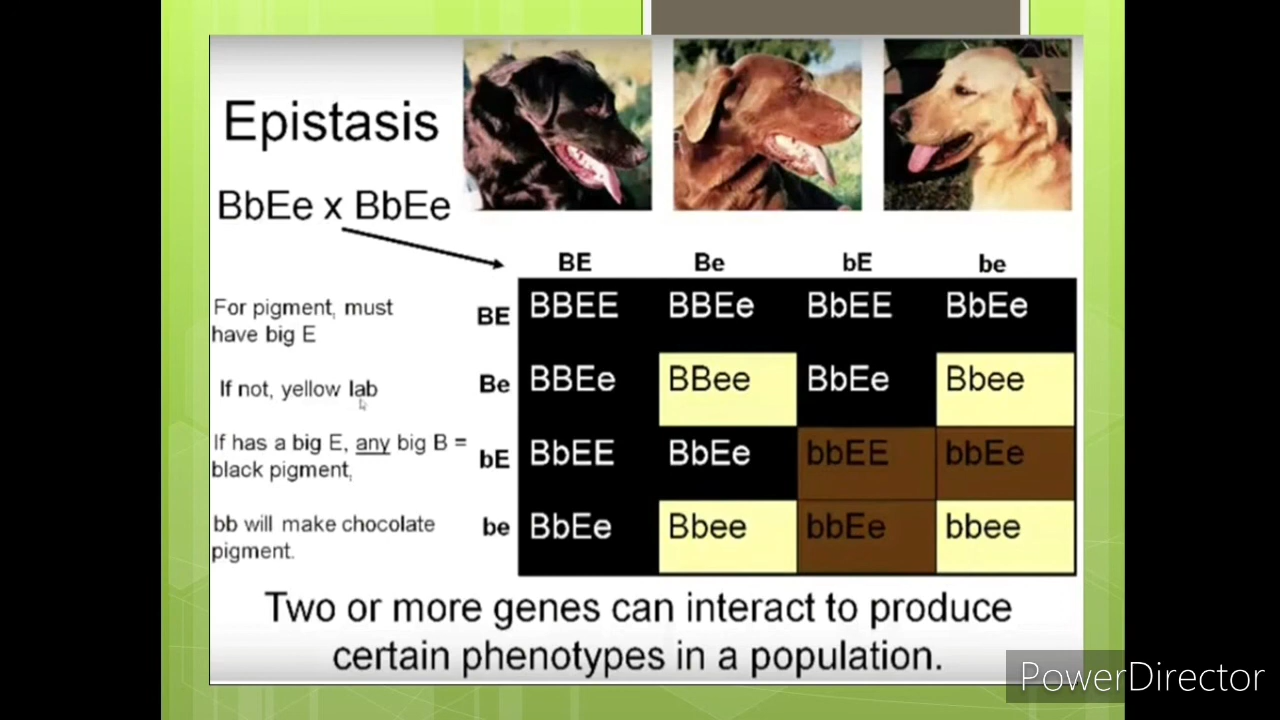 Epistasis
BbEe x BbEe
For pigment, must
have big E
If not, yellow lab
If has a big E, any big B =
black pigment,
bb will make chocolate
pigment.
BE Be bE be
BE BBEE BBEe BbEE BbEe
Be BBEe BBee BbEe Bbee
bE BbEE BbEe bbEE bbEe
be BbEe Bbee bbEe bbee
Two or more genes can interact to produce
certain phenotypes in a population.
PowerDirector